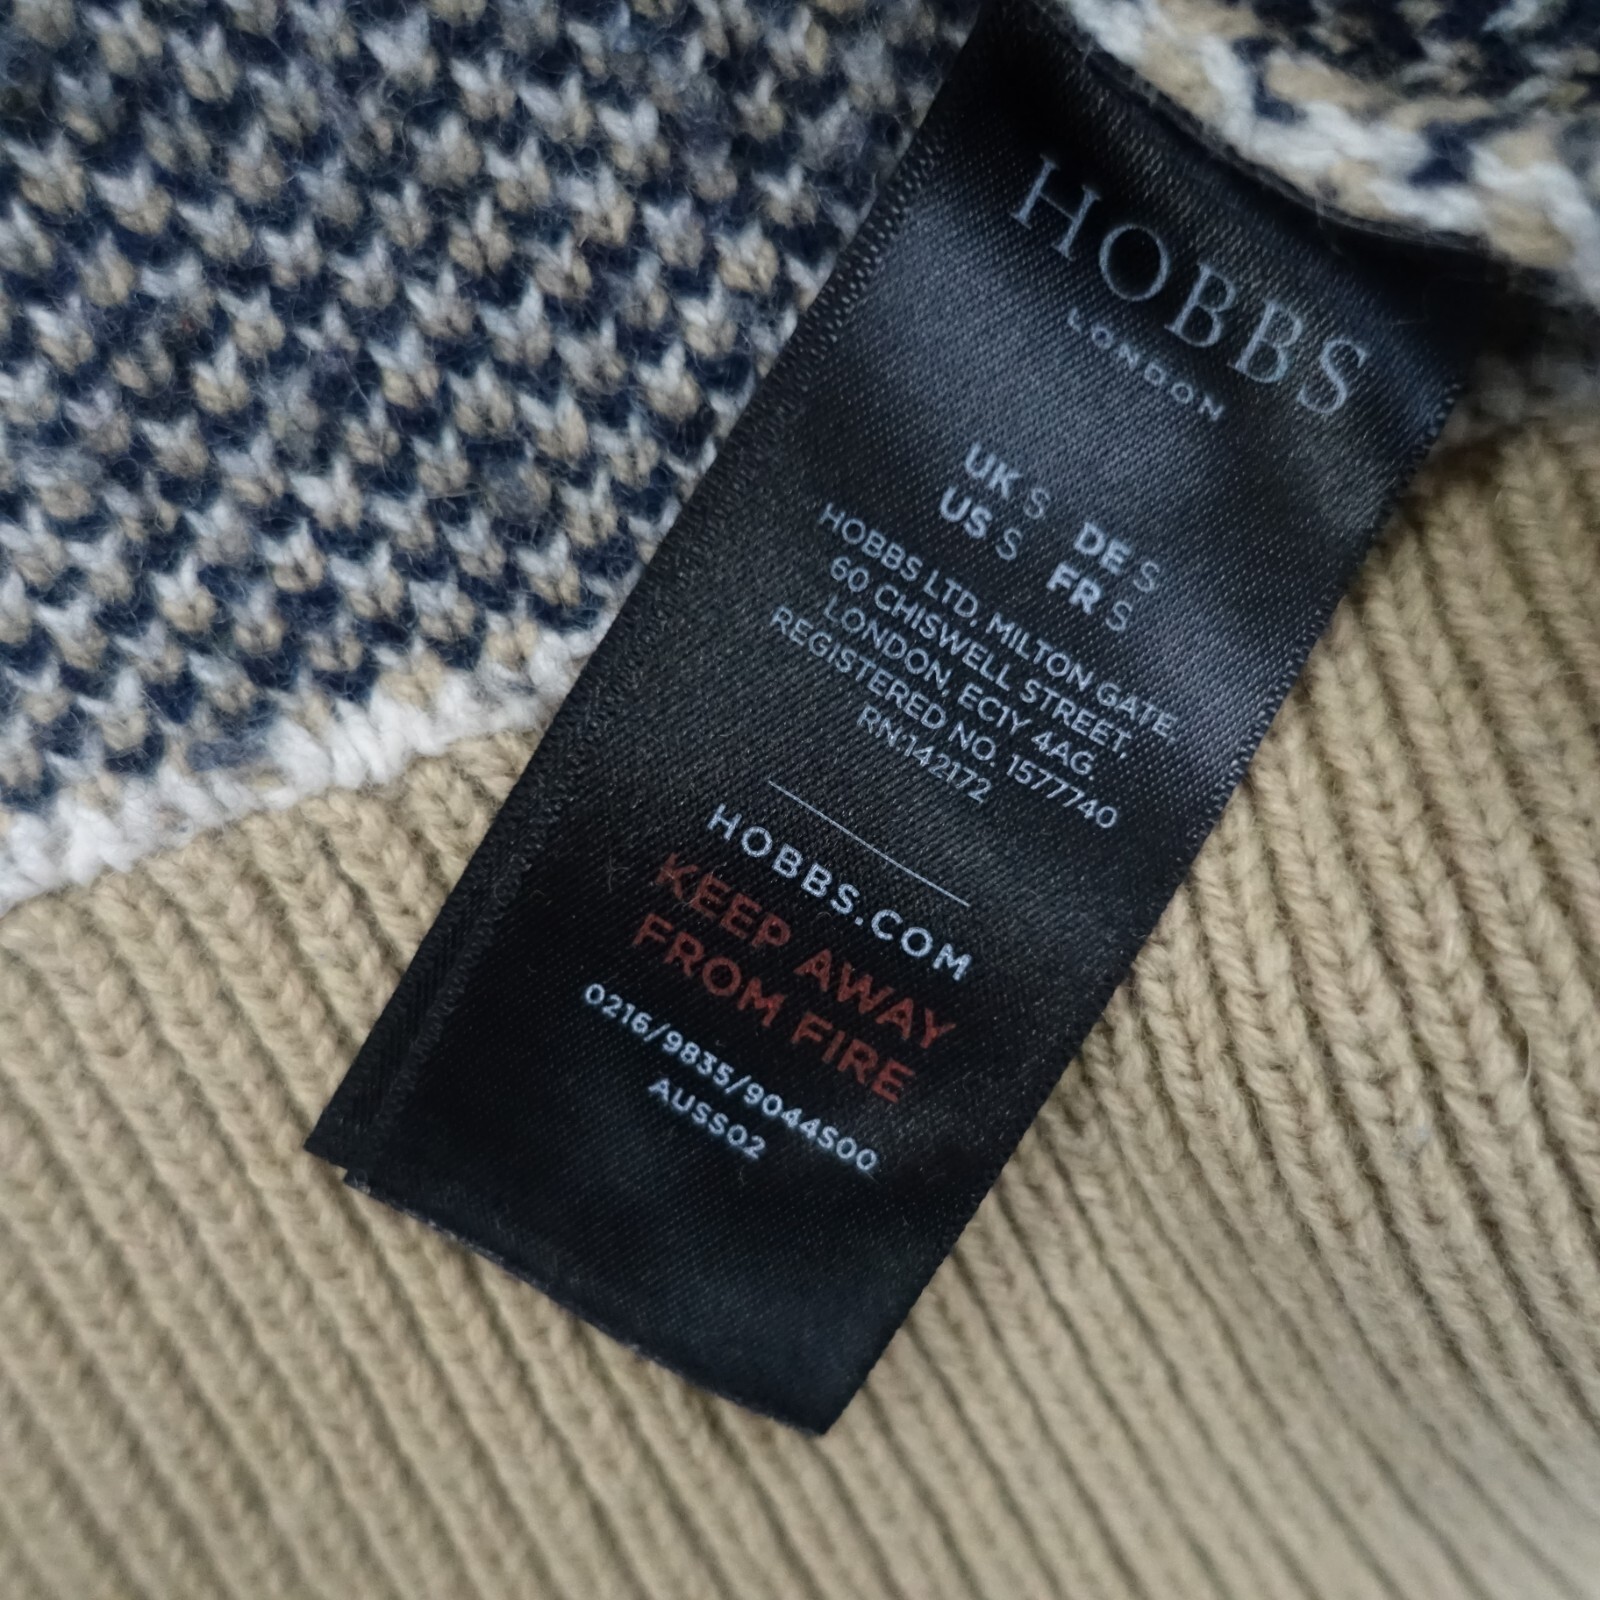 HOBBS
LONDON
UK S DE S
US S FR S
HOBBS LTD, MILTON GATE,
60 CHISWELL STREET,
LONDON, EC1Y 4AG.
REGISTERED NO. 1577740
RN:142172
HOBBS.COM
KEEP AWAY
FROM FIRE
0216/9835/9044S00
AUSS02